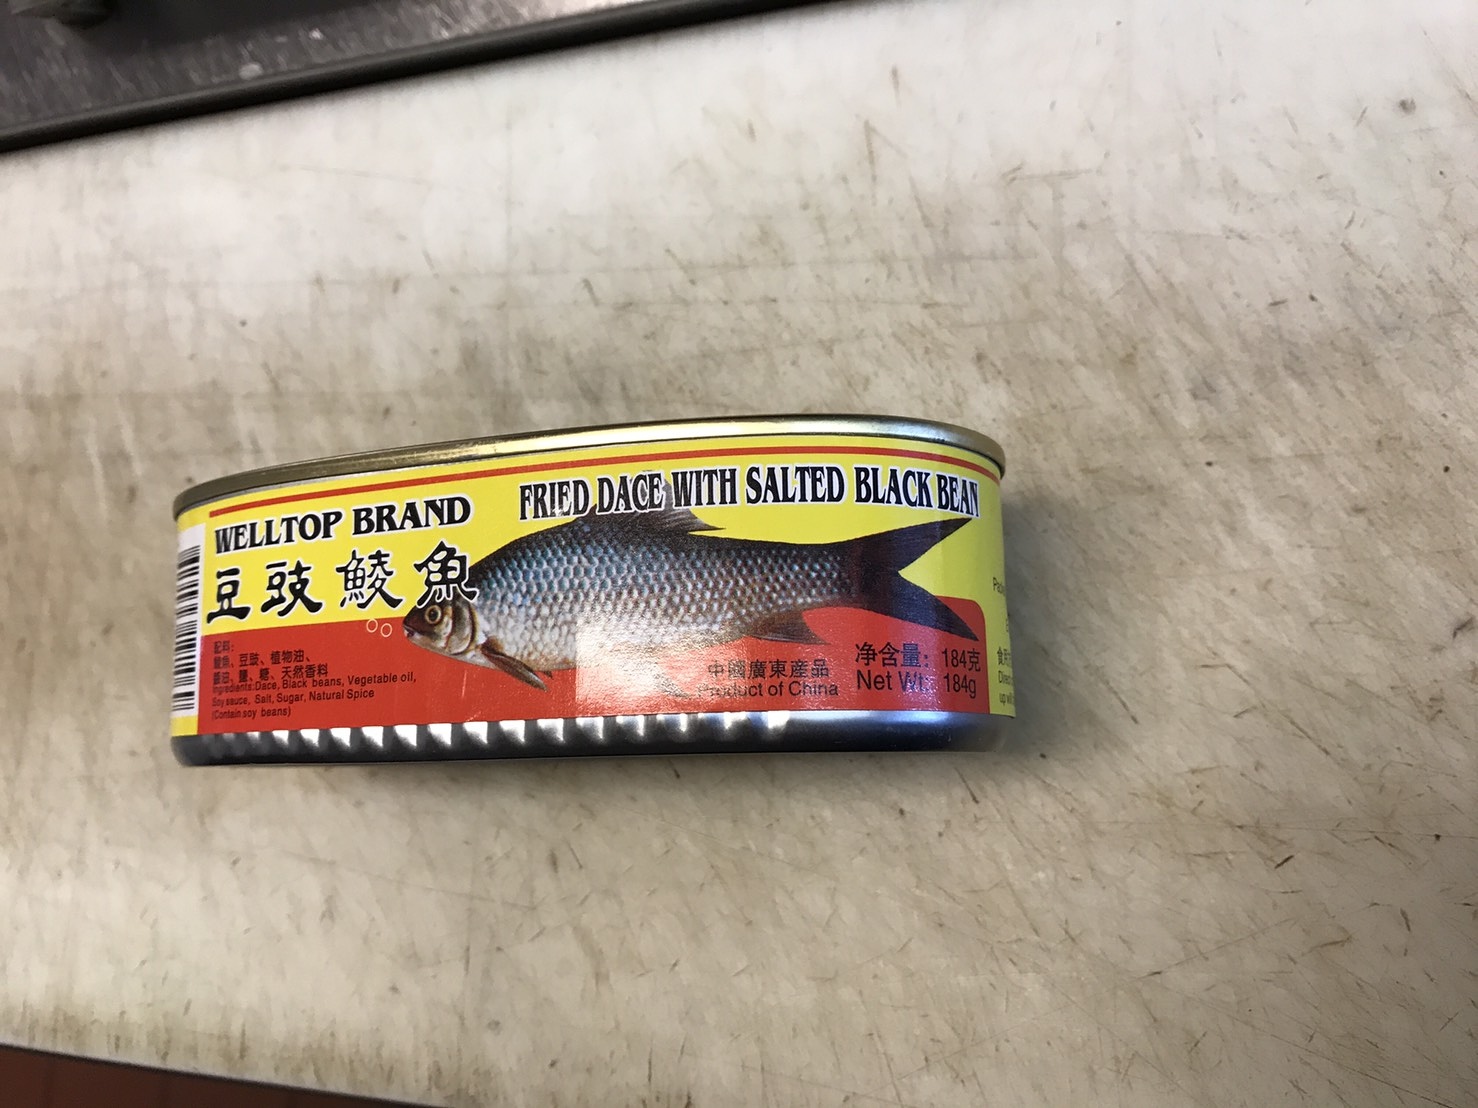 WELLTOP BRAND
FRIED DACE WITH SALTED BLACK BEAN
豆豉鯪魚
配料:
鯪魚、豆豉、植物油、
醬油、鹽、糖、天然香料
Ingredients:Dace, Black beans, Vegetable oil,
Soy sauce, Salt, Sugar, Natural Spice
(Contain soy beans)
中國廣東產品
Product of China
净含量: 184克
Net Wt: 184g